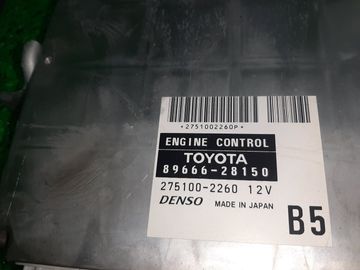 *2751002260P*
ENGINE CONTROL
TOYOTA
89666-28150
275100-2260 12V
DENSO MADE IN JAPAN
B5